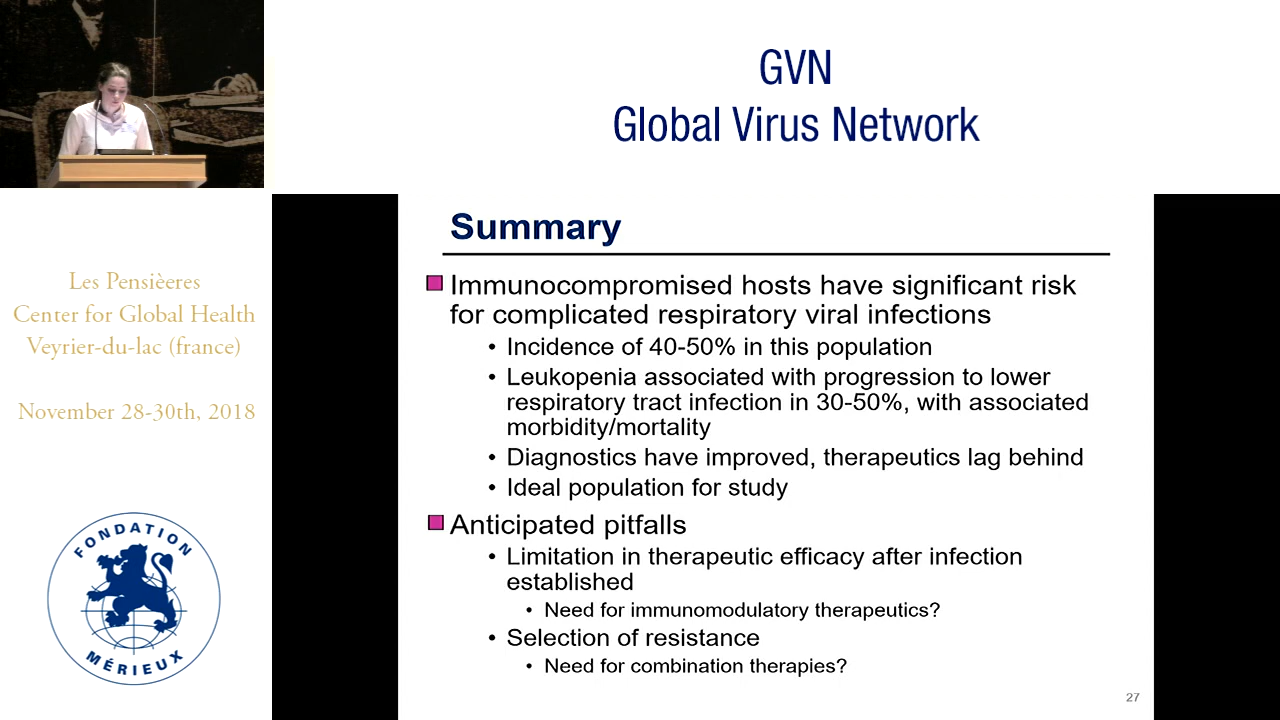 GVN
Global Virus Network
Les Pensièeres
Center for Global Health
Veyrier-du-lac (france)
November 28-30th, 2018
FONDATION
MÉRIEUX
Summary
Immunocompromised hosts have significant risk
for complicated respiratory viral infections
• Incidence of 40-50% in this population
• Leukopenia associated with progression to lower
respiratory tract infection in 30-50%, with associated
morbidity/mortality
• Diagnostics have improved, therapeutics lag behind
• Ideal population for study
Anticipated pitfalls
• Limitation in therapeutic efficacy after infection
established
• Need for immunomodulatory therapeutics?
• Selection of resistance
• Need for combination therapies?
27